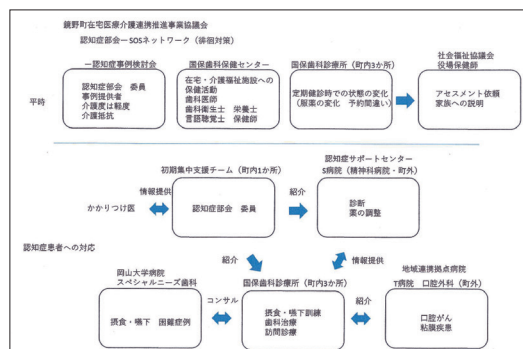 鏡野町在宅医療介護連携推進事業協議会
認知症部会ーSOSネットワーク（徘徊対策）
ー認知症事例検討会
国保歯科保健センター
国保歯科診療所（町内3か所）
社会福祉協議会
役場保健師
平時
認知症部会　委員
事例提供者
介護度は軽度
介護抵抗
在宅・介護福祉施設への
保健活動
歯科医師
歯科衛生士　栄養士
言語聴覚士　保健師
定期健診時での状態の変化
（服薬の変化　予約間違い）
アセスメント依頼
家族への説明
初期集中支援チーム（町内1か所）
認知症サポートセンター
S病院（精神科病院・町外）
情報提供
紹介
かかりつけ医
認知症部会　委員
診断
薬の調整
認知症患者への対応
紹介
情報提供
岡山大学病院
スペシャルニーズ歯科
国保歯科診療所（町内3か所）
地域連携拠点病院
T病院　口腔外科（町外）
コンサル
紹介
摂食・嚥下　困難症例
摂食・嚥下訓練
歯科治療
訪問診療
口腔がん
粘膜疾患